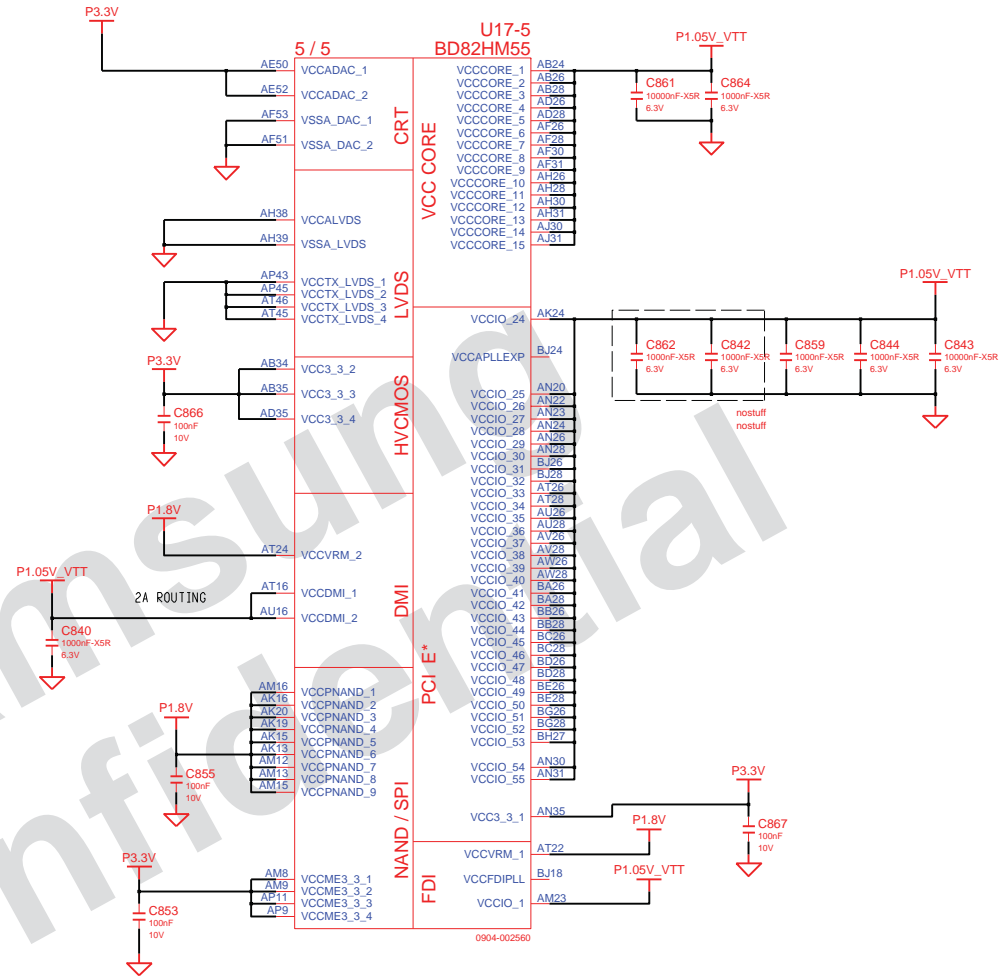 P3.3V
U17-5
5 / 5
BD82HM55
P1.05V_VTT
AE50 VCCADAC_1
AE52 VCCADAC_2
AF53 VSSA_DAC_1
AF51 VSSA_DAC_2
CRT
AH38 VCCALVDS
AH39 VSSA_LVDS
AP43 VCCTX_LVDS_1
AP45 VCCTX_LVDS_2
AT46 VCCTX_LVDS_3
AT45 VCCTX_LVDS_4
LVDS
P3.3V
AB34 VCC3_3_2
AB35 VCC3_3_3
AD35 VCC3_3_4
C866
100nF
10V
HVCMOS
P1.8V
AT24 VCCVRM_2
P1.05V_VTT
2A ROUTING
AT16 VCCDMI_1
AU16 VCCDMI_2
C840
1000nF-X5R
6.3V
DMI
P1.8V
AM16 VCCPNAND_1
AK16 VCCPNAND_2
AK20 VCCPNAND_3
AK19 VCCPNAND_4
AK15 VCCPNAND_5
AK13 VCCPNAND_6
AM12 VCCPNAND_7
AM13 VCCPNAND_8
AM15 VCCPNAND_9
C855
100nF
10V
NAND / SPI
P3.3V
AM8 VCCME3_3_1
AM9 VCCME3_3_2
AP11 VCCME3_3_3
AP9 VCCME3_3_4
C853
100nF
10V
VCC CORE
VCCCORE_1 AB24
VCCCORE_2 AB26
VCCCORE_3 AB28
VCCCORE_4 AD26
VCCCORE_5 AD28
VCCCORE_6 AF26
VCCCORE_7 AF28
VCCCORE_8 AF30
VCCCORE_9 AF31
VCCCORE_10 AH26
VCCCORE_11 AH28
VCCCORE_12 AH30
VCCCORE_13 AH31
VCCCORE_14 AJ30
VCCCORE_15 AJ31
C861
10000nF-X5R
6.3V
C864
1000nF-X5R
6.3V
P1.05V_VTT
VCCIO_24 AK24
VCCAPLLEXP BJ24
VCCIO_25 AN20
VCCIO_26 AN22
VCCIO_27 AN23
VCCIO_28 AN24
VCCIO_29 AN26
VCCIO_30 AN28
VCCIO_31 BJ26
VCCIO_32 BJ28
VCCIO_33 AT26
VCCIO_34 AT28
VCCIO_35 AU26
VCCIO_36 AU28
VCCIO_37 AV26
VCCIO_38 AV28
VCCIO_39 AW26
VCCIO_40 AW28
VCCIO_41 BA26
VCCIO_42 BA28
VCCIO_43 BB26
VCCIO_44 BB28
VCCIO_45 BC26
VCCIO_46 BC28
VCCIO_47 BD26
VCCIO_48 BD28
VCCIO_49 BE26
VCCIO_50 BE28
VCCIO_51 BG26
VCCIO_52 BG28
VCCIO_53 BH27
VCCIO_54 AN30
VCCIO_55 AN31
PCI E*
C862
1000nF-X5R
6.3V
C842
1000nF-X5R
6.3V
C859
1000nF-X5R
6.3V
C844
1000nF-X5R
6.3V
C843
10000nF-X5R
6.3V
nostuff
nostuff
VCC3_3_1 AN35
P3.3V
C867
100nF
10V
P1.8V
VCCVRM_1 AT22
VCCFDIPLL BJ18
P1.05V_VTT
VCCIO_1 AM23
FDI
0904-002560